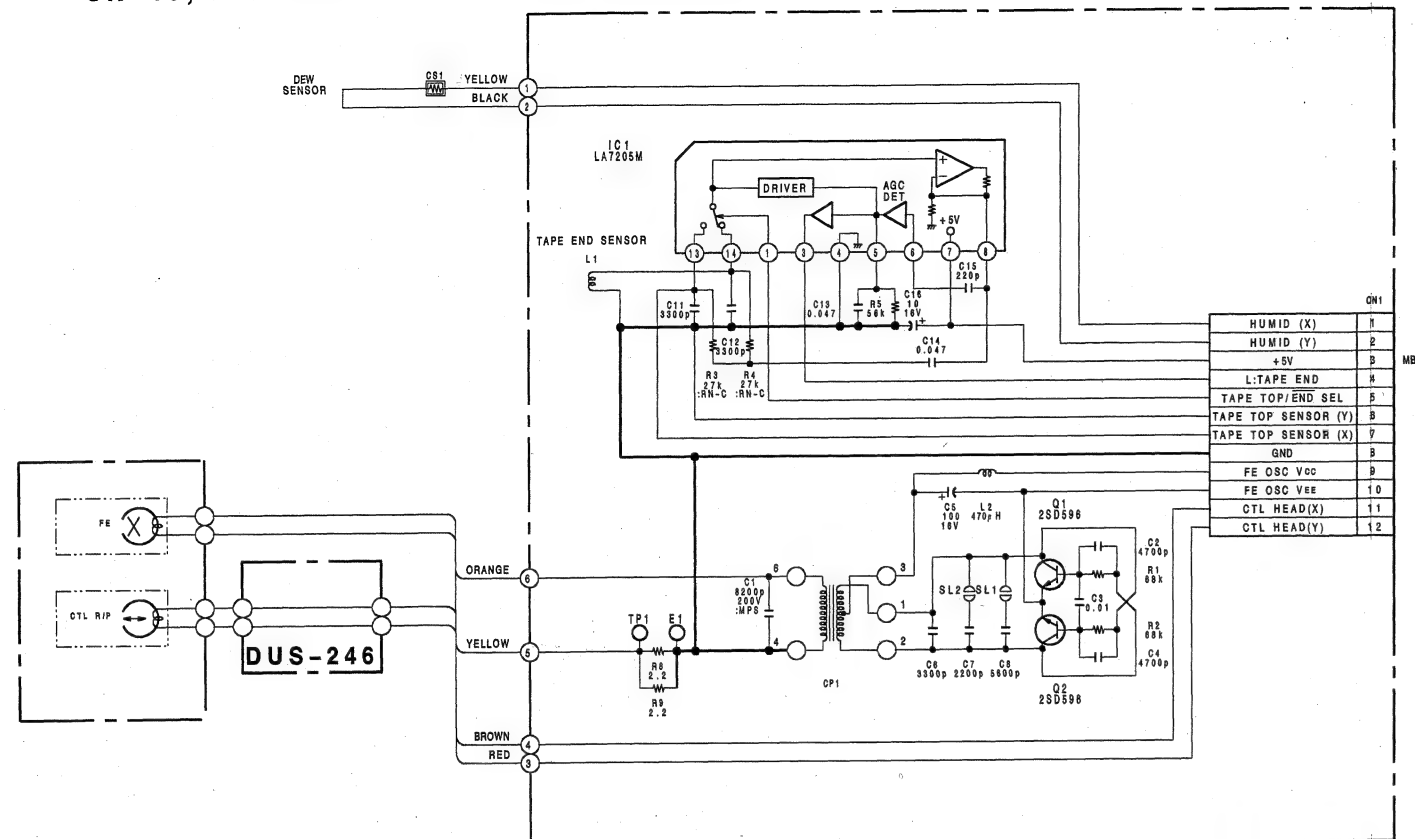 DEW
SENSOR
CS1
YELLOW
1
BLACK
2
IC1
LA7205M
DRIVER
AGC
DET
+
−
+5V
13
14
1
3
4
5
6
7
8
TAPE END SENSOR
L1
C11
3300p
C12
3300p
C13
0.047
R5
56k
C16
10
16V
+
C15
220p
C14
0.047
R3
27k
:RN-C
R4
27k
:RN-C
CN1
HUMID (X) 1
HUMID (Y) 2
+5V 3
MB
L:TAPE END 4
TAPE TOP/END SEL 5
TAPE TOP SENSOR (Y) 6
TAPE TOP SENSOR (X) 7
GND 8
FE OSC VCC 9
FE OSC VEE 10
CTL HEAD(X) 11
CTL HEAD(Y) 12
FE
CTL R/P
DUS-246
ORANGE
6
YELLOW
5
BROWN
4
RED
3
TP1
E1
R8
2.2
R9
2.2
C1
8200p
200V
:MPS
6
4
3
1
2
CP1
+
C5
100
16V
L2
470μH
SL2
SL1
C6
3300p
C7
2200p
C8
5600p
Q1
2SD596
Q2
2SD596
C2
4700p
R1
68k
C3
0.01
R2
68k
C4
4700p